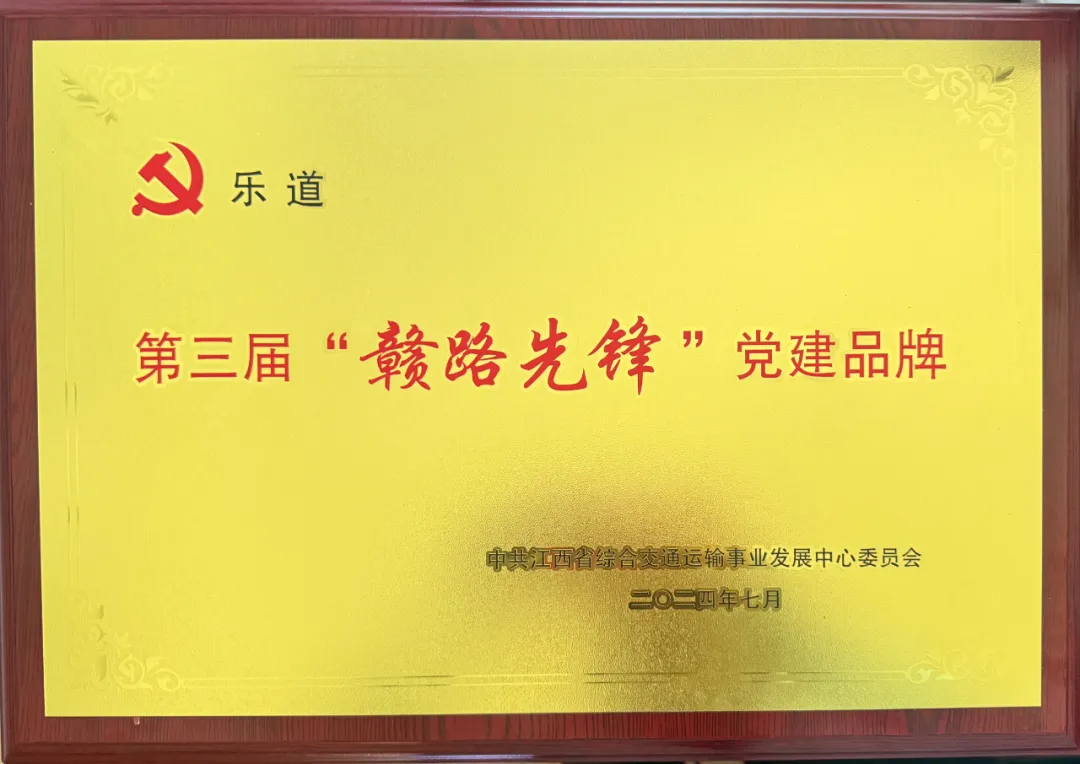 乐道
第三届“赣路先锋”党建品牌
中共江西省综合交通运输事业发展中心委员会
二〇二四年七月